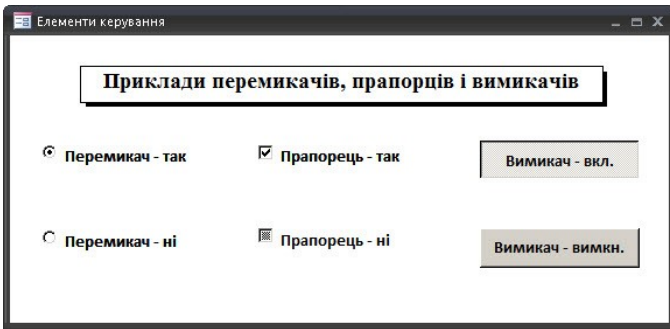 Елементи керування
Приклади перемикачів, прапорців і вимикачів
Перемикач - так
Прапорець - так
Вимикач - вкл.
Перемикач - ні
Прапорець - ні
Вимикач - вимкн.